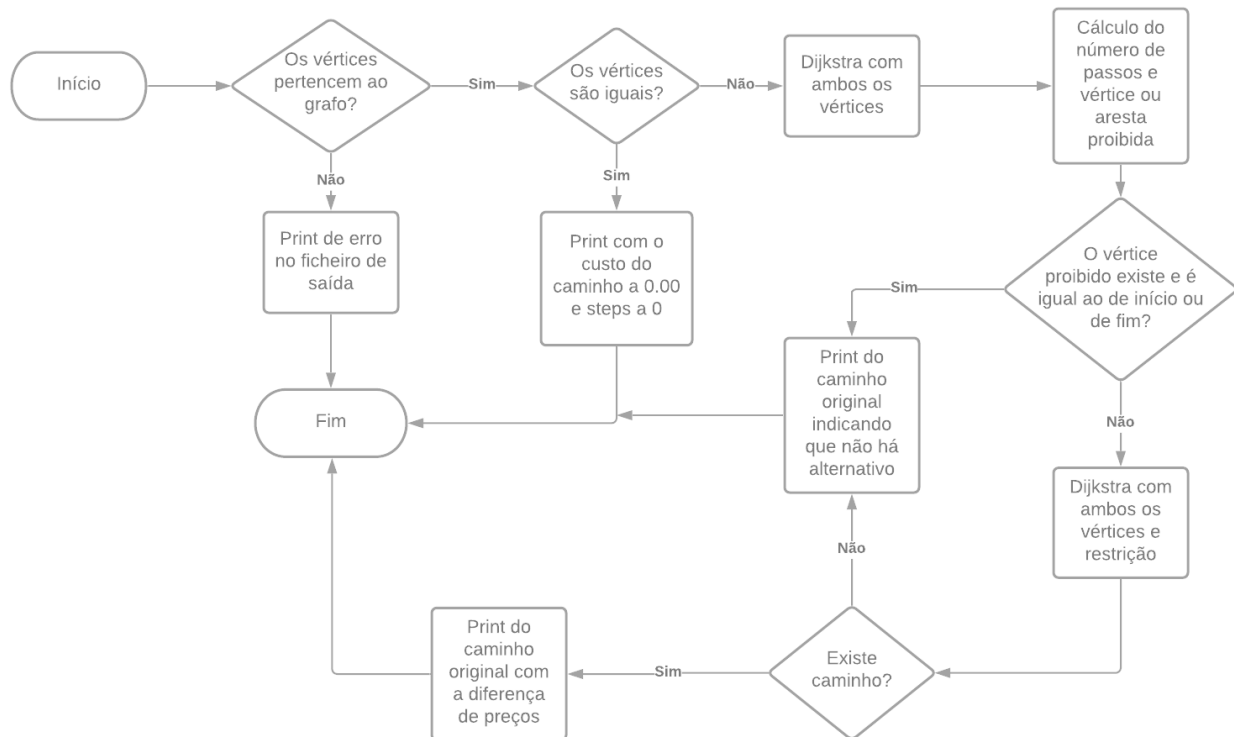 Início
Os vértices
pertencem ao
grafo?
Sim
Os vértices
são iguais?
Não
Dijkstra com
ambos os
vértices
Cálculo do
número de
passos e
vértice ou
aresta
proibida
Não
Print de erro
no ficheiro de
saída
Sim
Print com o
custo do
caminho a 0.00
e steps a 0
O vértice
proibido existe e é
igual ao de início ou
de fim?
Sim
Print do
caminho
original
indicando
que não há
alternativo
Fim
Não
Dijkstra com
ambos os
vértices e
restrição
Não
Existe
caminho?
Sim
Print do
caminho
original com
a diferença
de preços